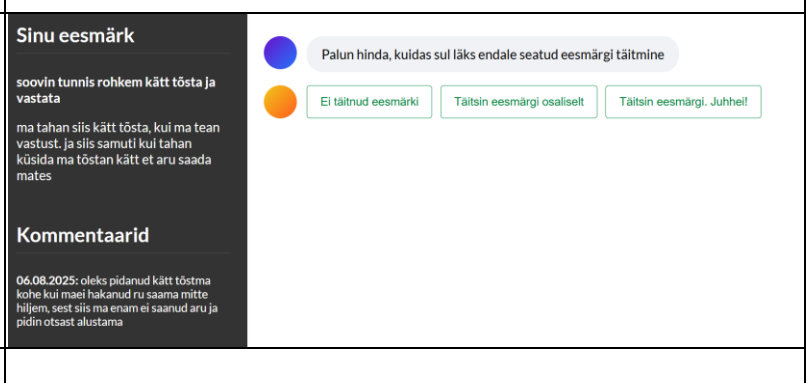 Sinu eesmärk
soovin tunnis rohkem kätt tõsta ja
vastata
ma tahan siis kätt tõsta, kui ma tean
vastust. ja siis samuti kui tahan
küsida ma tõstan kätt et aru saada
mates
Kommentaarid
06.08.2025: oleks pidanud kätt tõstma
kohe kui maei hakanud ru saama mitte
hiljem, sest siis ma enam ei saanud aru ja
pidin otsast alustama
Palun hinda, kuidas sul läks endale seatud eesmärgi täitmine
Ei täitnud eesmärki
Täitsin eesmärgi osaliselt
Täitsin eesmärgi. Juhhei!